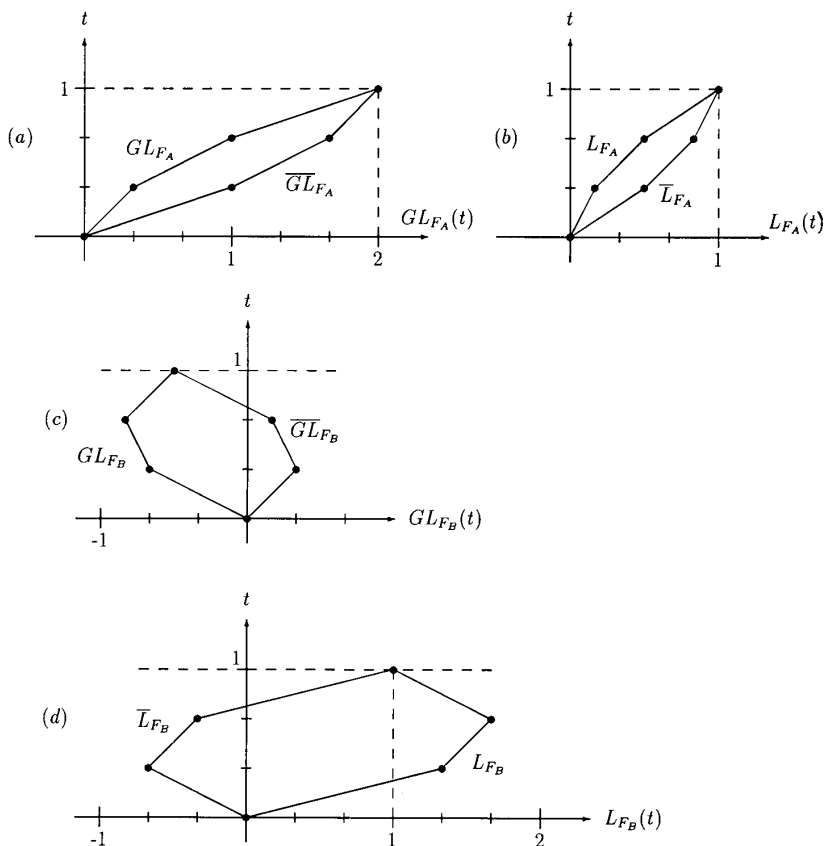 t t
1 1
(a) (b)
GL_{F_A} L_{F_A}
\overline{GL}_{F_A} \overline{L}_{F_A}
GL_{F_A}(t) L_{F_A}(t)
1 2 1
t
1
(c)
\overline{GL}_{F_B}
GL_{F_B}
GL_{F_B}(t)
-1
t
1
(d) \overline{L}_{F_B}
L_{F_B}
L_{F_B}(t)
-1 1 2